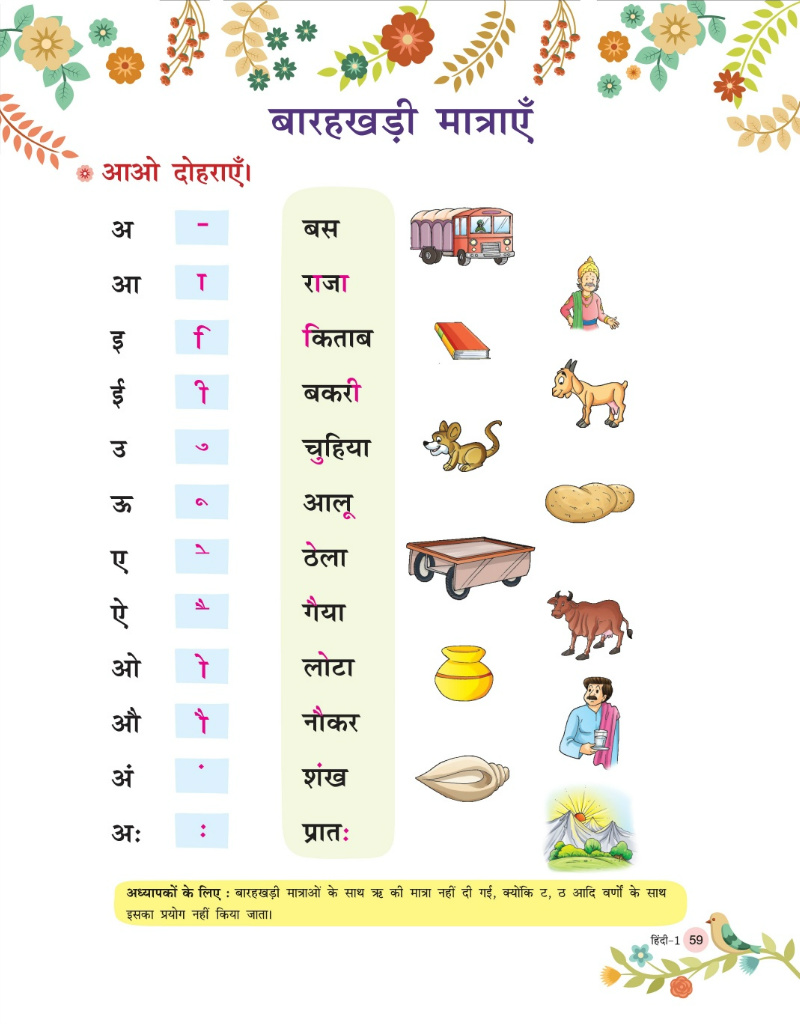 बारहखड़ी मात्राएँ
आओ दोहराएँ।
अ - बस
आ ा राजा
इ ि किताब
ई ी बकरी
उ ु चुहिया
ऊ ू आलू
ए े ठेला
ऐ ै गैया
ओ ो लोटा
औ ौ नौकर
अं ं शंख
अः ः प्रातः
अध्यापकों के लिए : बारहखड़ी मात्राओं के साथ ऋ की मात्रा नहीं दी गई, क्योंकि ट, ठ आदि वर्णों के साथ
इसका प्रयोग नहीं किया जाता।
हिंदी-1 59